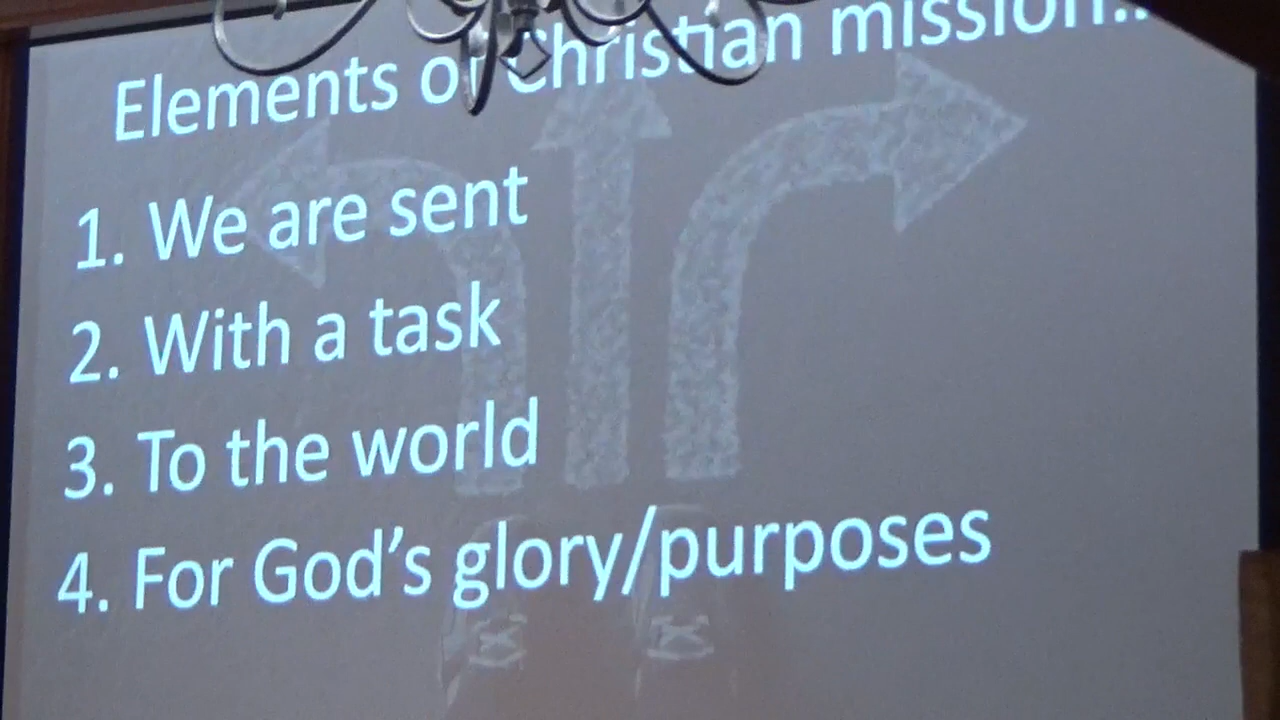 Elements of Christian mission...
1. We are sent
2. With a task
3. To the world
4. For God's glory/purposes